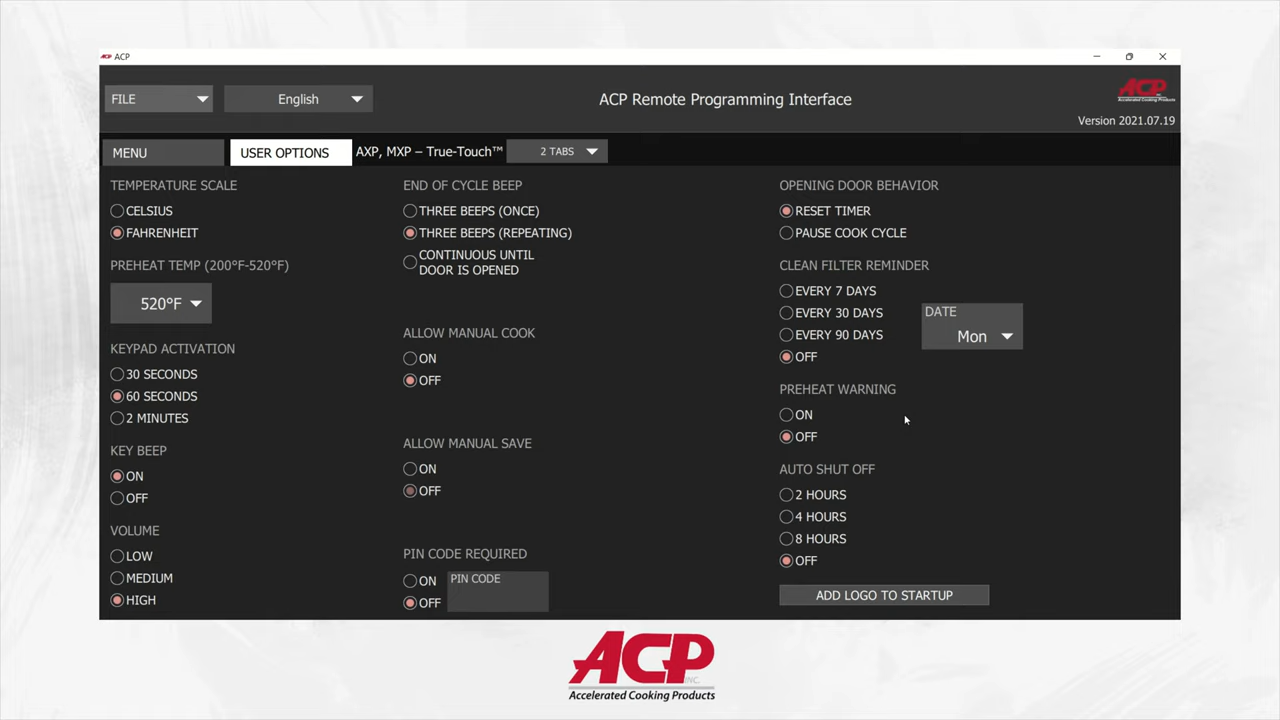 ACP
FILE
English
ACP Remote Programming Interface
ACP
Accelerated Cooking Products
Version 2021.07.19
MENU
USER OPTIONS
AXP, MXP – True-Touch™
2 TABS
TEMPERATURE SCALE
CELSIUS
FAHRENHEIT
PREHEAT TEMP (200°F-520°F)
520°F
KEYPAD ACTIVATION
30 SECONDS
60 SECONDS
2 MINUTES
KEY BEEP
ON
OFF
VOLUME
LOW
MEDIUM
HIGH
END OF CYCLE BEEP
THREE BEEPS (ONCE)
THREE BEEPS (REPEATING)
CONTINUOUS UNTIL
DOOR IS OPENED
ALLOW MANUAL COOK
ON
OFF
ALLOW MANUAL SAVE
ON
OFF
PIN CODE REQUIRED
ON
OFF
PIN CODE
OPENING DOOR BEHAVIOR
RESET TIMER
PAUSE COOK CYCLE
CLEAN FILTER REMINDER
EVERY 7 DAYS
EVERY 30 DAYS
EVERY 90 DAYS
OFF
DATE
Mon
PREHEAT WARNING
ON
OFF
AUTO SHUT OFF
2 HOURS
4 HOURS
8 HOURS
OFF
ADD LOGO TO STARTUP
ACP INC.
Accelerated Cooking Products